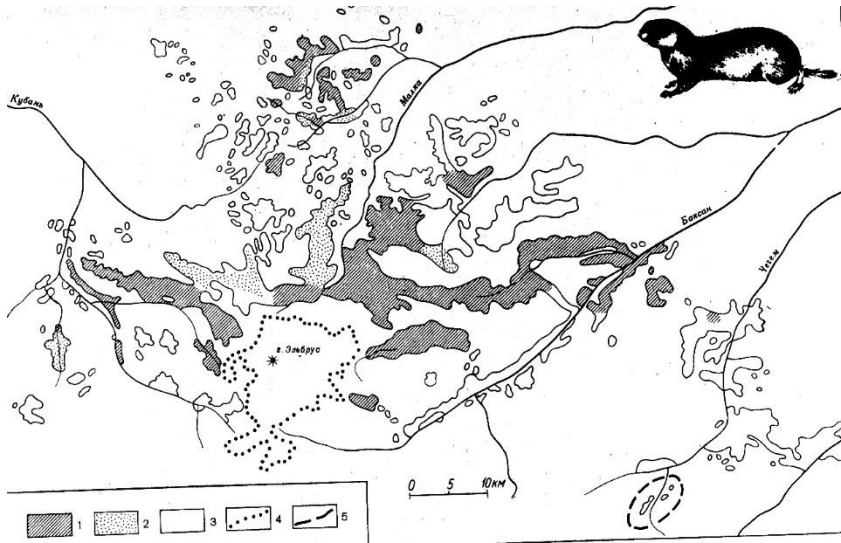 Кубань
Малка
Баксан
Чегем
г. Эльбрус
0 5 10км
1 2 3 4 5